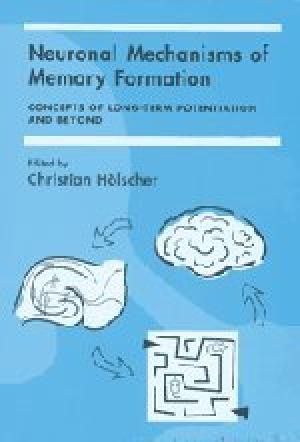 Neuronal Mechanisms of
Memory Formation
CONCEPTS OF LONG-TERM POTENTIATION
AND BEYOND
Edited by
Christian Hölscher